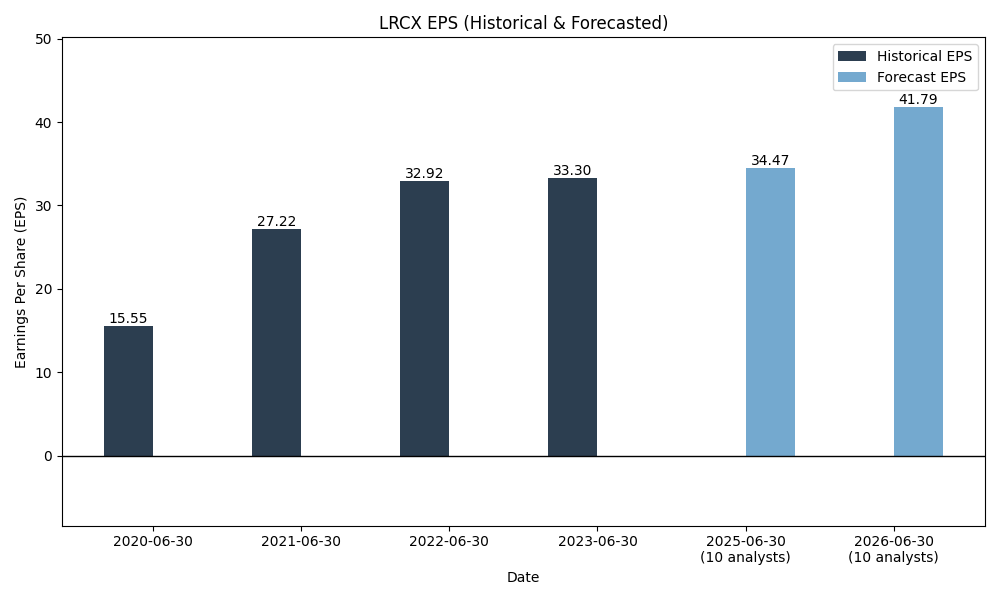 LRCX EPS (Historical & Forecasted)
Historical EPS
Forecast EPS
Earnings Per Share (EPS)
50
40
30
20
10
0
15.55
27.22
32.92
33.30
34.47
41.79
2020-06-30
2021-06-30
2022-06-30
2023-06-30
2025-06-30
(10 analysts)
2026-06-30
(10 analysts)
Date